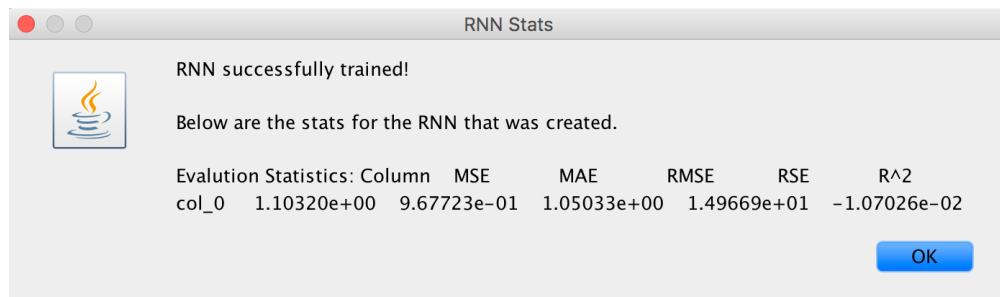 RNN Stats
RNN successfully trained!
Below are the stats for the RNN that was created.
Evalution Statistics: Column MSE MAE RMSE RSE R^2
col_0 1.10320e+00 9.67723e-01 1.05033e+00 1.49669e+01 -1.07026e-02
OK